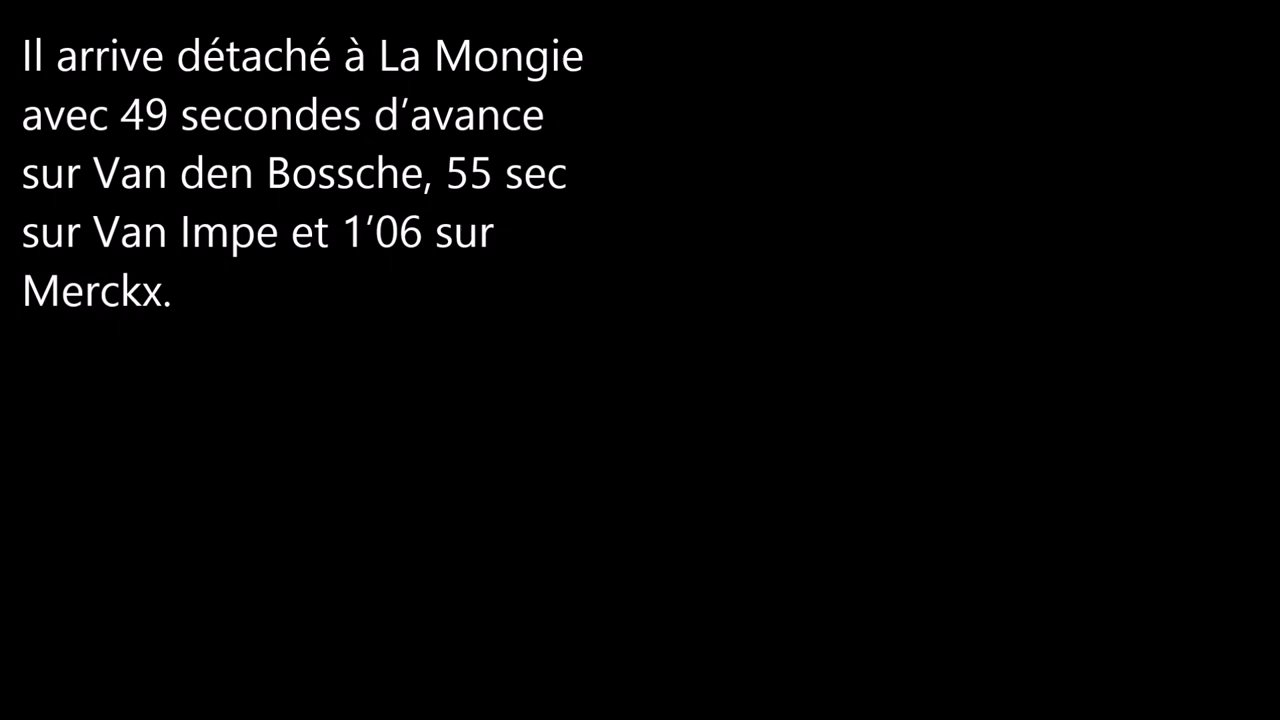 Il arrive détaché à La Mongie
avec 49 secondes d’avance
sur Van den Bossche, 55 sec
sur Van Impe et 1’06 sur
Merckx.